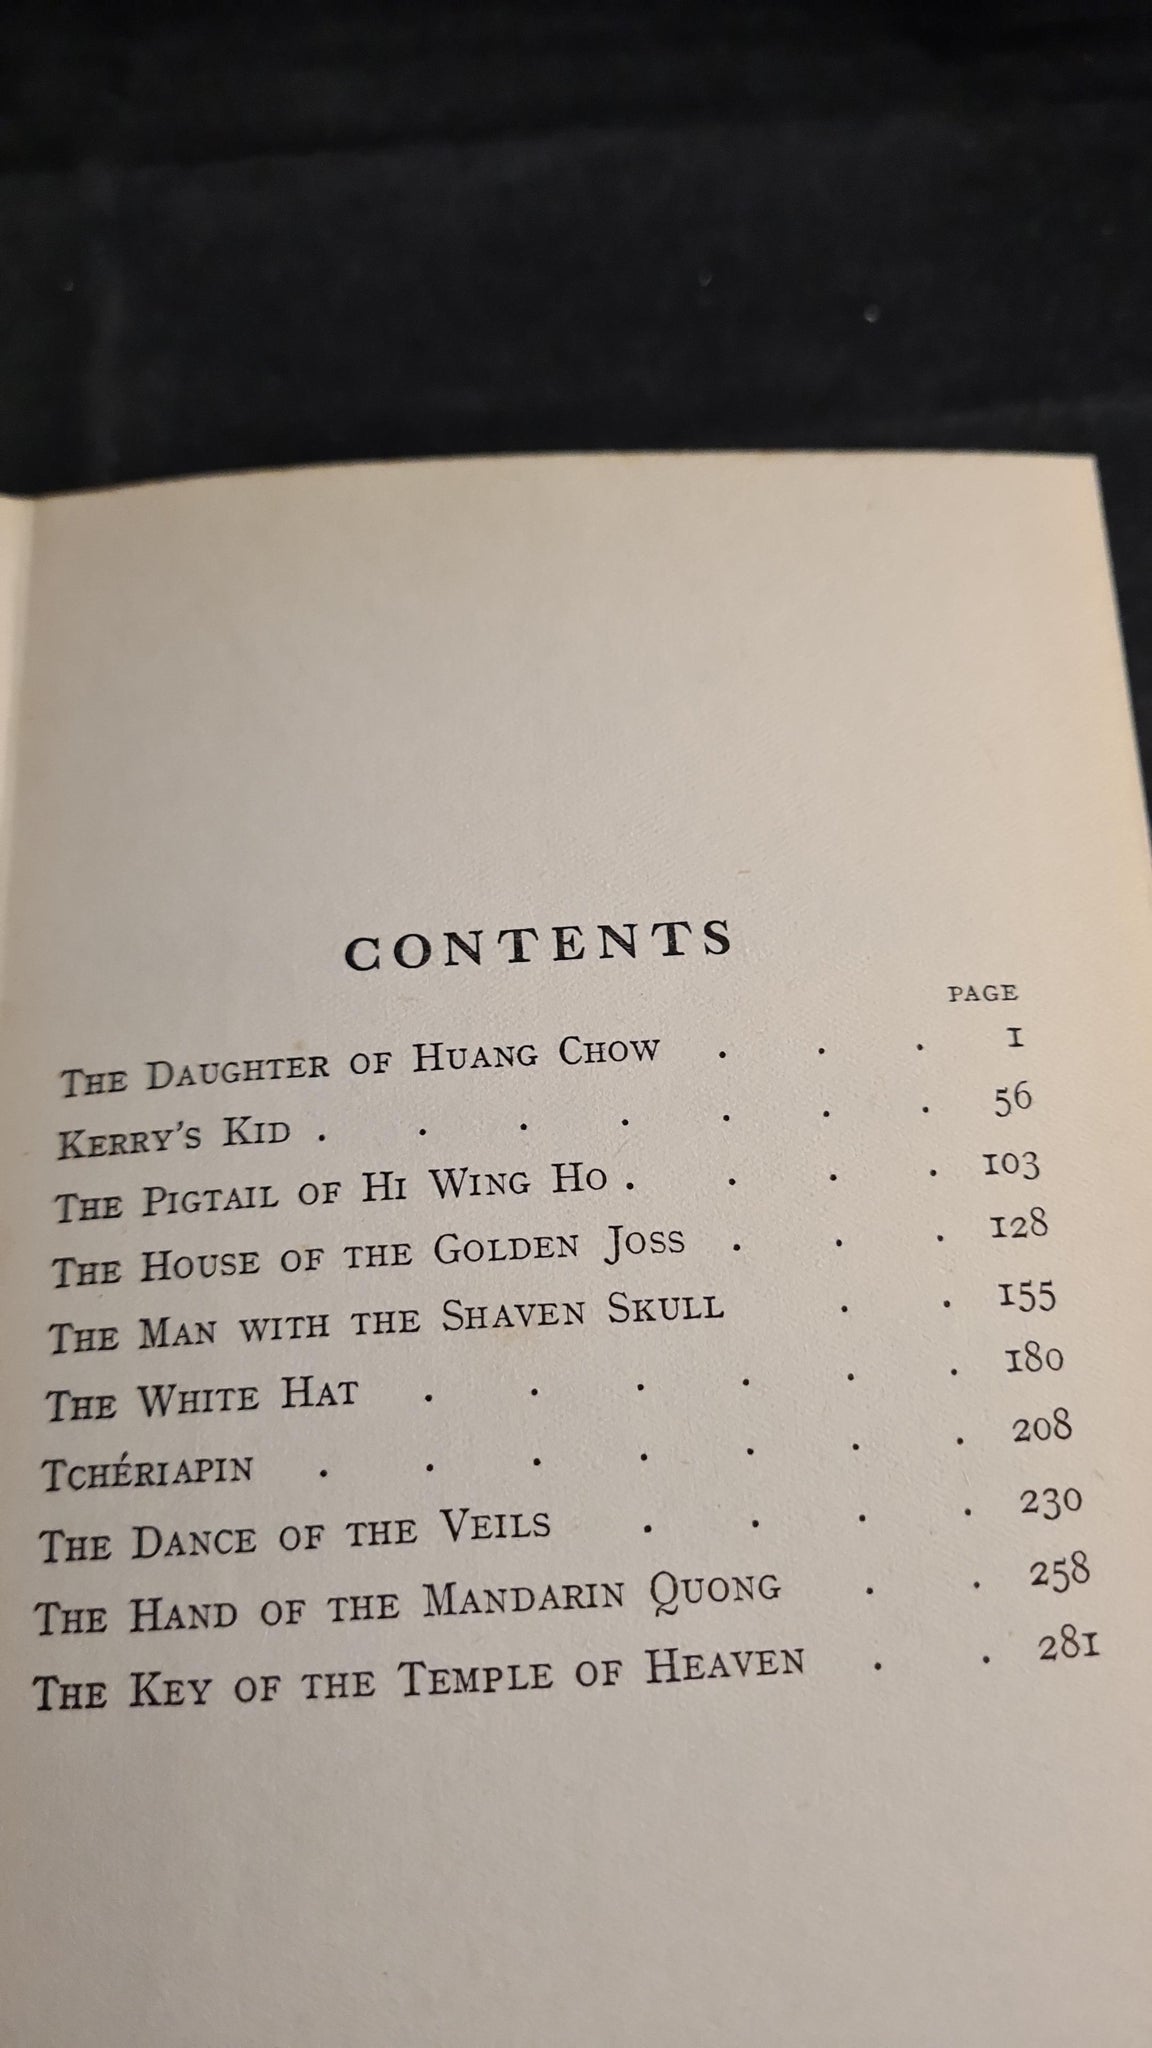 CONTENTS
PAGE
THE DAUGHTER OF HUANG CHOW . . . 1
KERRY'S KID . . . . . . . 56
THE PIGTAIL OF HI WING HO . . . . 103
THE HOUSE OF THE GOLDEN JOSS . . . 128
THE MAN WITH THE SHAVEN SKULL . . 155
THE WHITE HAT . . . . . . 180
TCHÉRIAPIN . . . . . . . 208
THE DANCE OF THE VEILS . . . . 230
THE HAND OF THE MANDARIN QUONG . . 258
THE KEY OF THE TEMPLE OF HEAVEN . . 281